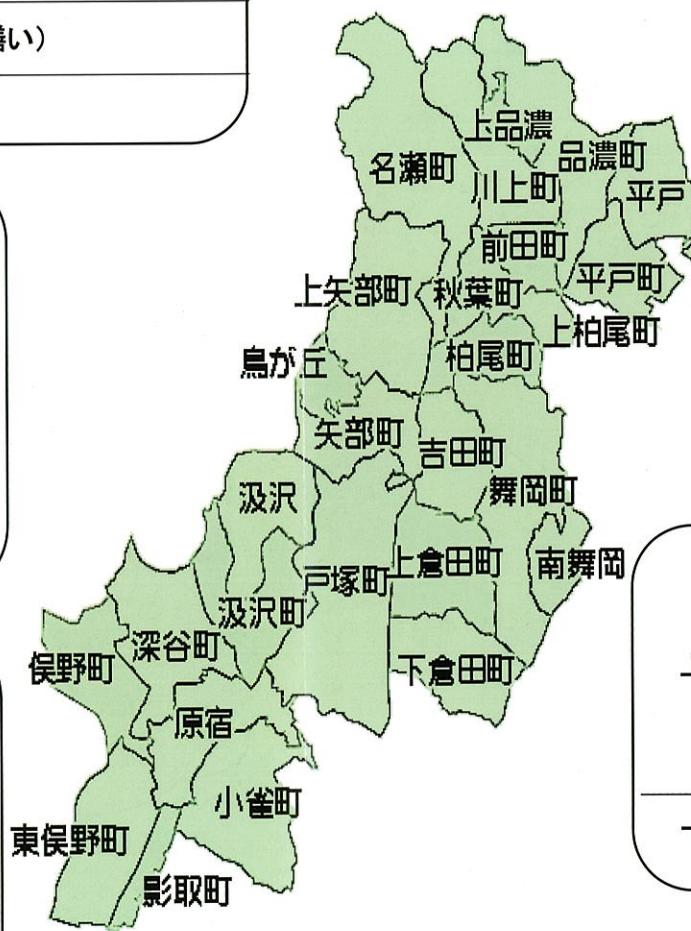 い）
上品濃
名瀬町
品濃町
川上町
平戸
前田町
平戸町
上矢部町
秋葉町
上柏尾町
鳥が丘
柏尾町
矢部町
吉田町
舞岡町
汲沢
戸塚町
上倉田町
南舞岡
汲沢町
深谷町
俣野町
下倉田町
原宿
小雀町
東俣野町
影取町